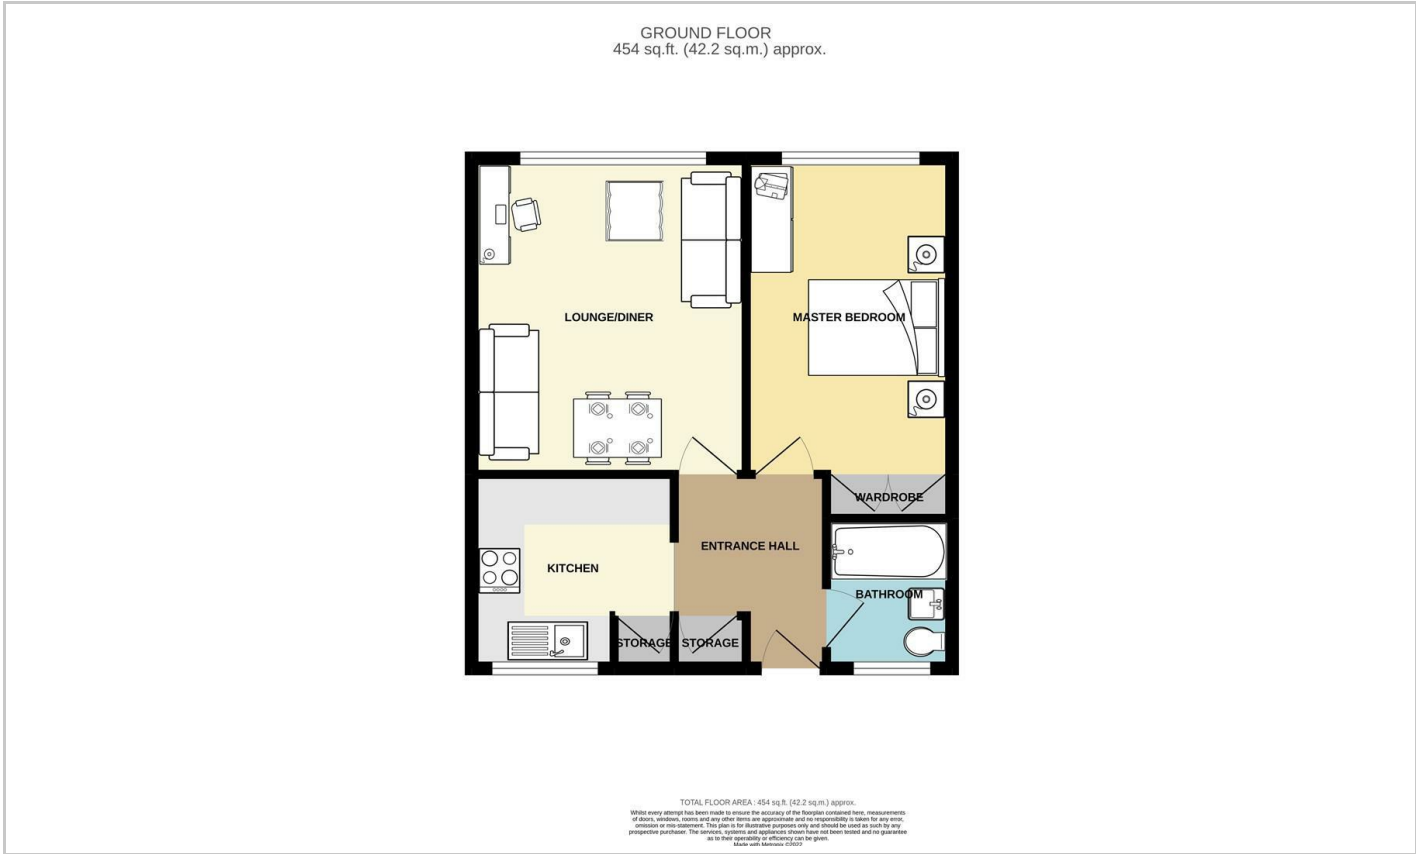 GROUND FLOOR
454 sq.ft. (42.2 sq.m.) approx.
LOUNGE/DINER
MASTER BEDROOM
WARDROBE
ENTRANCE HALL
KITCHEN
BATHROOM
STORAGE
STORAGE
TOTAL FLOOR AREA : 454 sq.ft. (42.2 sq.m.) approx.
Whilst every attempt has been made to ensure the accuracy of the floorplan contained here, measurements
of doors, windows, rooms and any other items are approximate and no responsibility is taken for any error,
omission or mis-statement. This plan is for illustrative purposes only and should be used as such by any
prospective purchaser. The services, systems and appliances shown have not been tested and no guarantee
as to their operability or efficiency can be given.
Made with Metropix ©2022